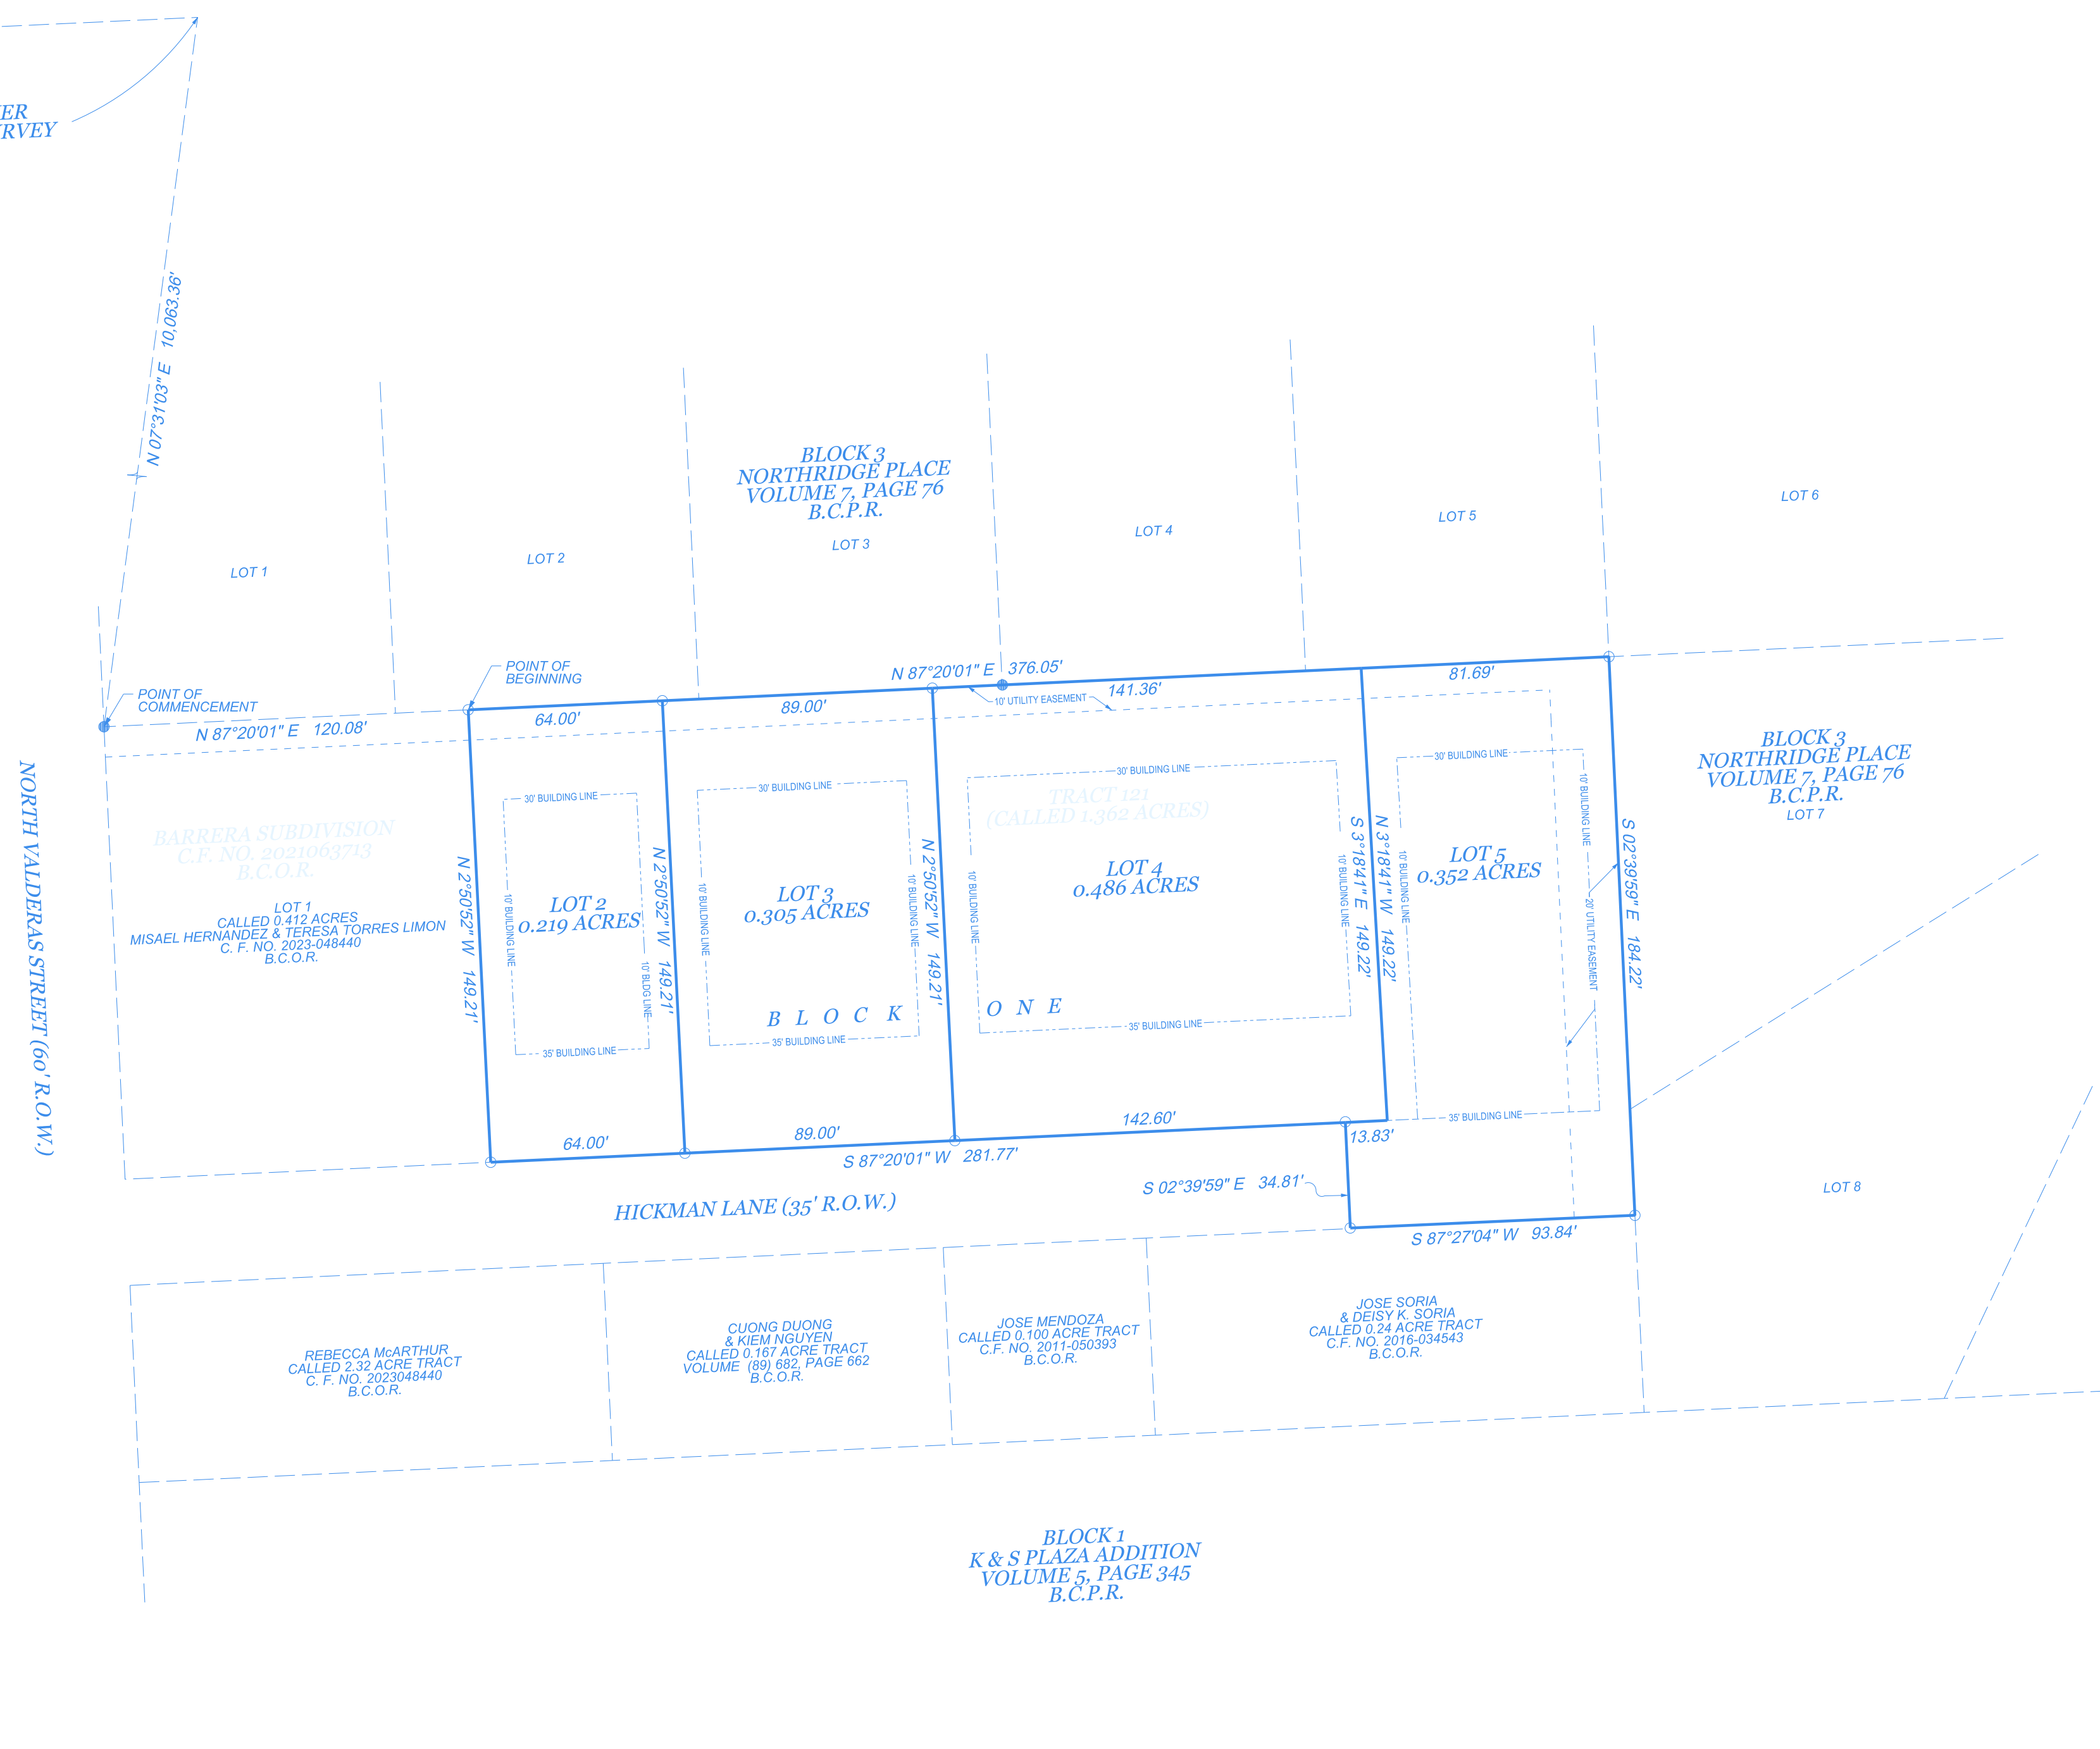 ER
RVEY
N 07°31'03" E 10,063.36'
BLOCK 3
NORTHRIDGE PLACE
VOLUME 7, PAGE 76
B.C.P.R.
LOT 1
LOT 2
LOT 3
LOT 4
LOT 5
LOT 6
POINT OF
COMMENCEMENT
POINT OF
BEGINNING
N 87°20'01" E 120.08'
N 87°20'01" E 376.05'
64.00'
89.00'
10' UTILITY EASEMENT
141.36'
81.69'
NORTH VALDERAS STREET (60' R.O.W.)
BARRERA SUBDIVISION
C.F. NO. 2021063713
B.C.O.R.
LOT 1
CALLED 0.412 ACRES
MISAEL HERNANDEZ & TERESA TORRES LIMON
C. F. NO. 2023-048440
B.C.O.R.
N 2°50'52" W 149.21'
30' BUILDING LINE
10' BUILDING LINE
LOT 2
0.219 ACRES
10' BLDG LINE
35' BUILDING LINE
N 2°50'52" W 149.21'
30' BUILDING LINE
10' BUILDING LINE
LOT 3
0.305 ACRES
10' BUILDING LINE
35' BUILDING LINE
BLOCK ONE
N 2°50'52" W 149.21'
30' BUILDING LINE
TRACT 121
(CALLED 1.362 ACRES)
10' BUILDING LINE
LOT 4
0.486 ACRES
10' BUILDING LINE
35' BUILDING LINE
S 3°18'41" E 149.22'
N 3°18'41" W 149.22'
30' BUILDING LINE
10' BUILDING LINE
LOT 5
0.352 ACRES
10' BUILDING LINE
20' UTILITY EASEMENT
35' BUILDING LINE
S 02°39'59" E 184.22'
BLOCK 3
NORTHRIDGE PLACE
VOLUME 7, PAGE 76
B.C.P.R.
LOT 7
LOT 8
64.00'
89.00'
142.60'
13.83'
S 87°20'01" W 281.77'
S 02°39'59" E 34.81'
S 87°27'04" W 93.84'
HICKMAN LANE (35' R.O.W.)
REBECCA McARTHUR
CALLED 2.32 ACRE TRACT
C. F. NO. 2023048440
B.C.O.R.
CUONG DUONG
& KIEM NGUYEN
CALLED 0.167 ACRE TRACT
VOLUME (89) 682, PAGE 662
B.C.O.R.
JOSE MENDOZA
CALLED 0.100 ACRE TRACT
C.F. NO. 2011-050393
B.C.O.R.
JOSE SORIA
& DEISY K. SORIA
CALLED 0.24 ACRE TRACT
C.F. NO. 2016-034543
B.C.O.R.
BLOCK 1
K & S PLAZA ADDITION
VOLUME 5, PAGE 345
B.C.P.R.